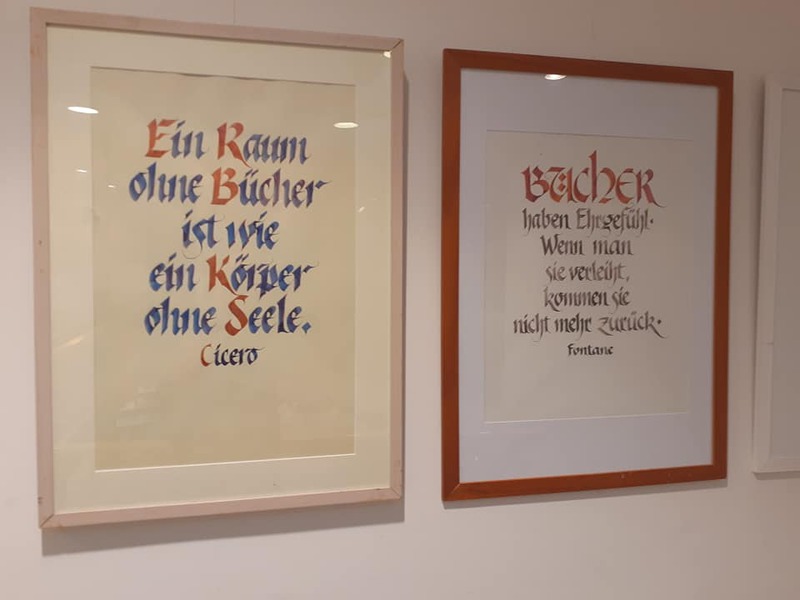 Ein Raum
ohne Bücher
ist wie
ein Körper
ohne Seele.
Cicero
BÜCHER
haben Ehrgefühl.
Wenn man
sie verleiht,
kommen sie
nicht mehr zurück.
Fontane